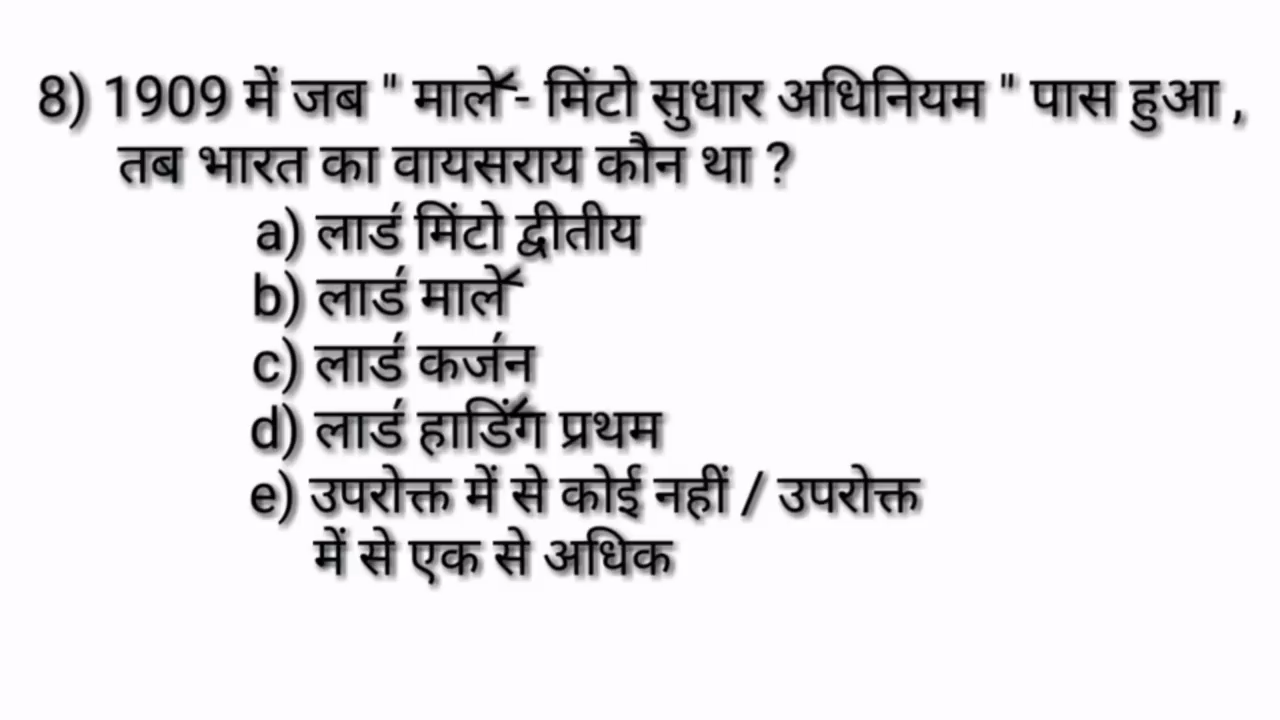 8) 1909 में जब " मार्ले - मिंटो सुधार अधिनियम " पास हुआ ,
तब भारत का वायसराय कौन था ?
a) लार्ड मिंटो द्वीतीय
b) लार्ड मार्ले
c) लार्ड कर्जन
d) लार्ड हार्डिंग प्रथम
e) उपरोक्त में से कोई नहीं / उपरोक्त
में से एक से अधिक